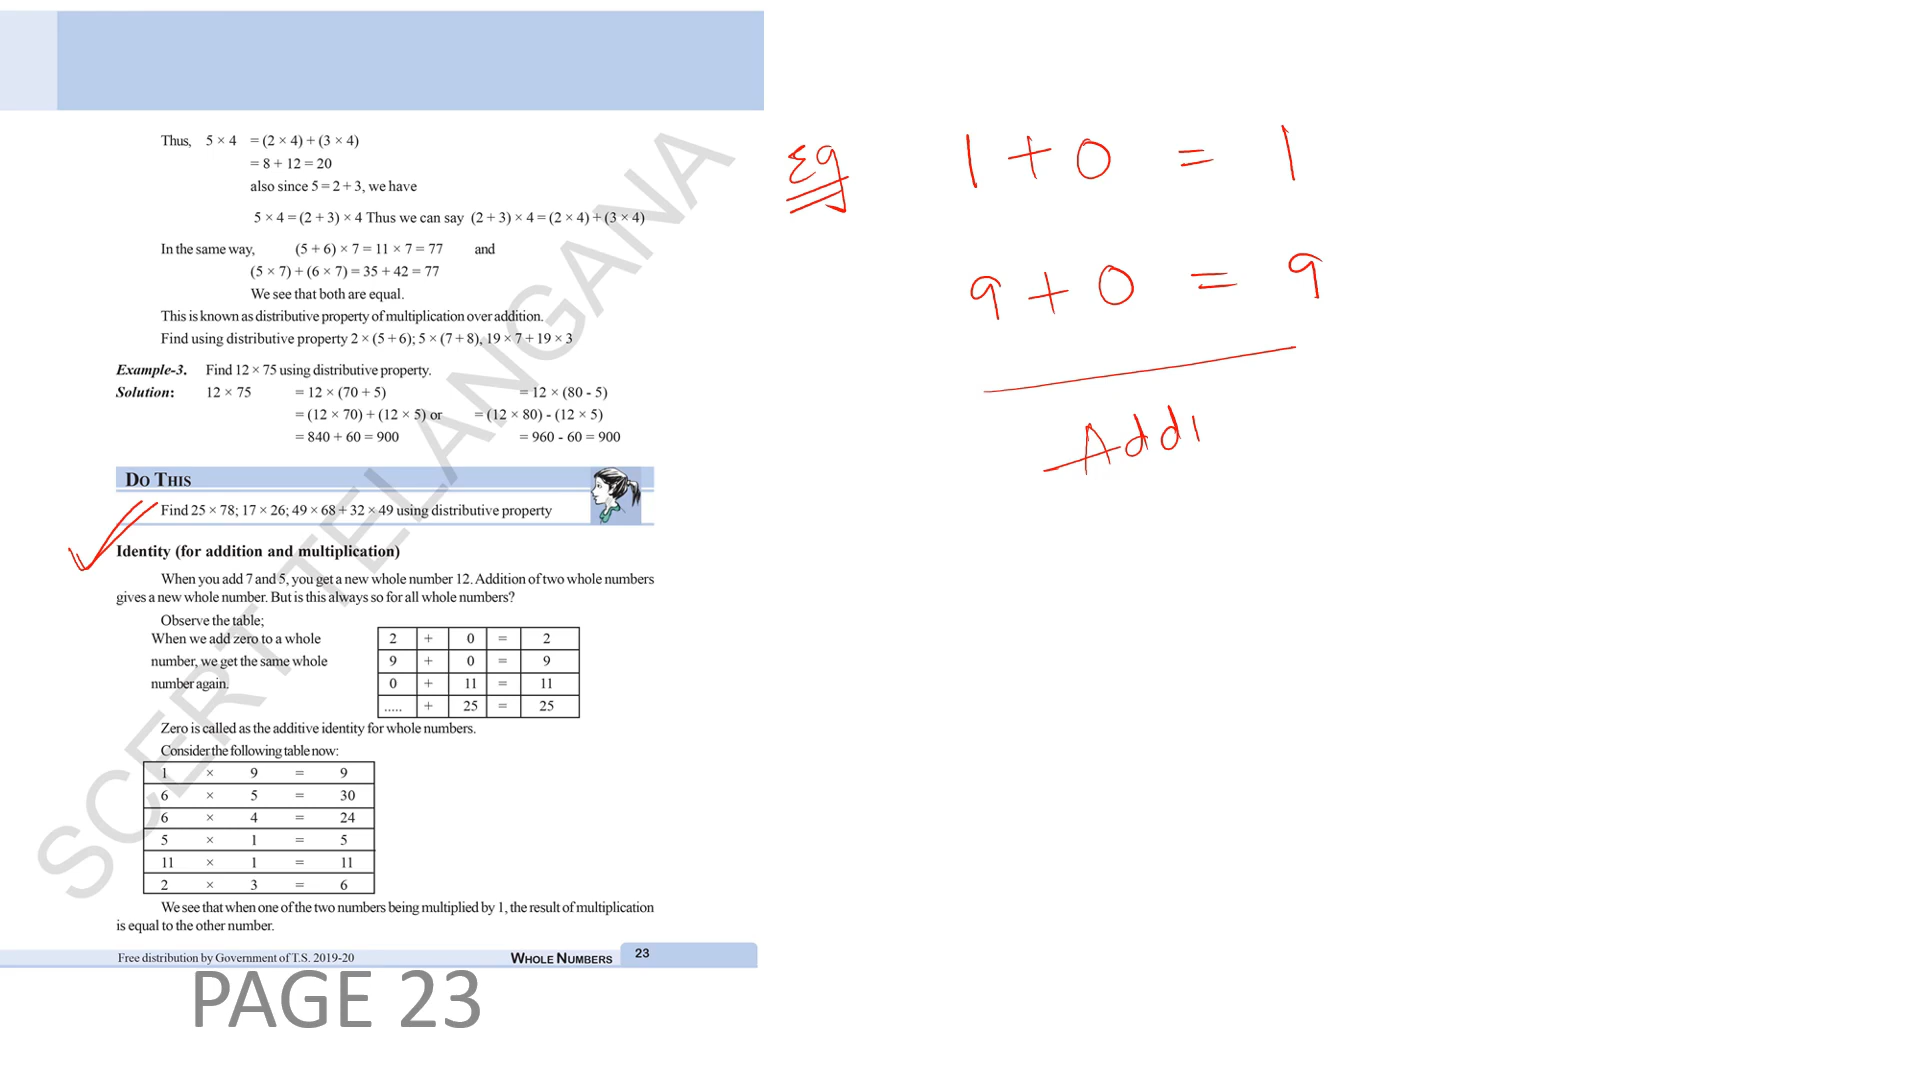 Thus, 5 × 4 = (2 × 4) + (3 × 4)
= 8 + 12 = 20
also since 5 = 2 + 3, we have
5 × 4 = (2 + 3) × 4 Thus we can say (2 + 3) × 4 = (2 × 4) + (3 × 4)
In the same way, (5 + 6) × 7 = 11 × 7 = 77 and
(5 × 7) + (6 × 7) = 35 + 42 = 77
We see that both are equal.
This is known as distributive property of multiplication over addition.
Find using distributive property 2 × (5 + 6); 5 × (7 + 8), 19 × 7 + 19 × 3
Example-3. Find 12 × 75 using distributive property.
Solution: 12 × 75 = 12 × (70 + 5) = 12 × (80 - 5)
= (12 × 70) + (12 × 5) or = (12 × 80) - (12 × 5)
= 840 + 60 = 900 = 960 - 60 = 900
DO THIS
Find 25 × 78; 17 × 26; 49 × 68 + 32 × 49 using distributive property
Identity (for addition and multiplication)
When you add 7 and 5, you get a new whole number 12. Addition of two whole numbers
gives a new whole number. But is this always so for all whole numbers?
Observe the table;
When we add zero to a whole
number, we get the same whole
number again.
2 + 0 = 2
9 + 0 = 9
0 + 11 = 11
..... + 25 = 25
Zero is called as the additive identity for whole numbers.
Consider the following table now:
1 × 9 = 9
6 × 5 = 30
6 × 4 = 24
5 × 1 = 5
11 × 1 = 11
2 × 3 = 6
We see that when one of the two numbers being multiplied by 1, the result of multiplication
is equal to the other number.
Free distribution by Government of T.S. 2019-20 WHOLE NUMBERS 23
SCERT TELANGANA
PAGE 23
Eg 1 + 0 = 1
9 + 0 = 9
Addi